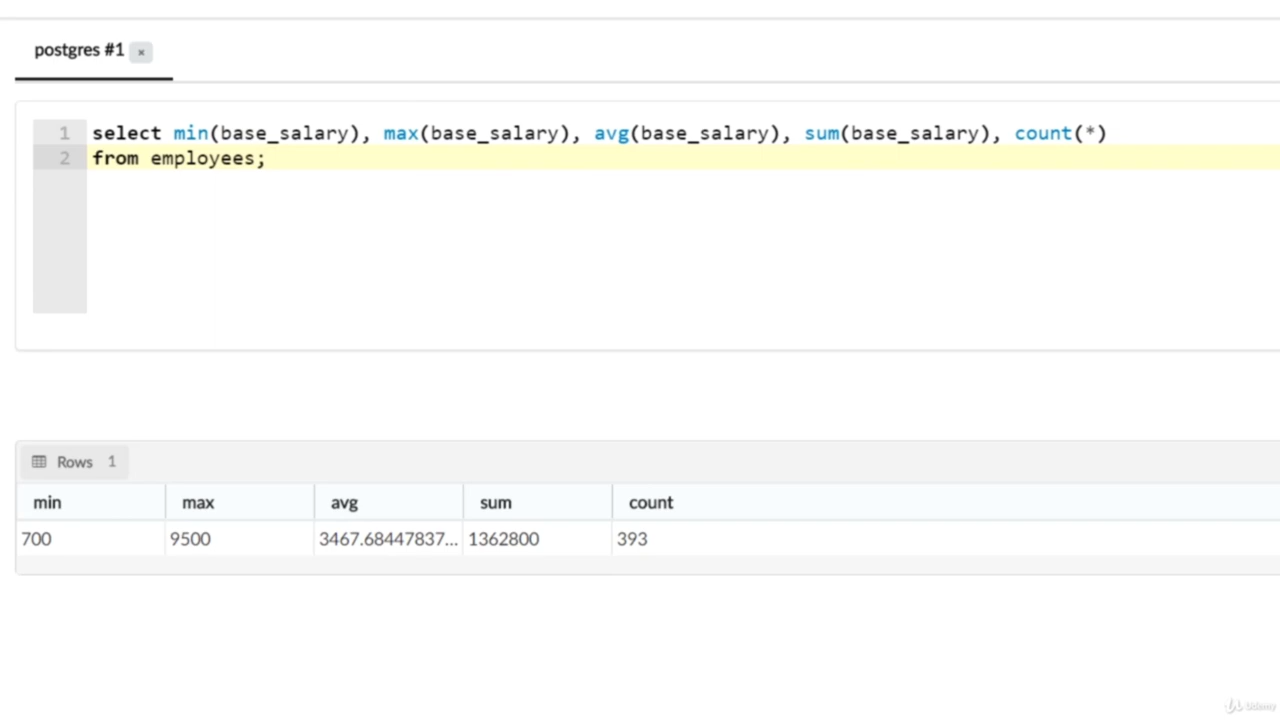 postgres #1 ×
1 select min(base_salary), max(base_salary), avg(base_salary), sum(base_salary), count(*)
2 from employees;
Rows 1
min max avg sum count
700 9500 3467.68447837... 1362800 393
Udemy